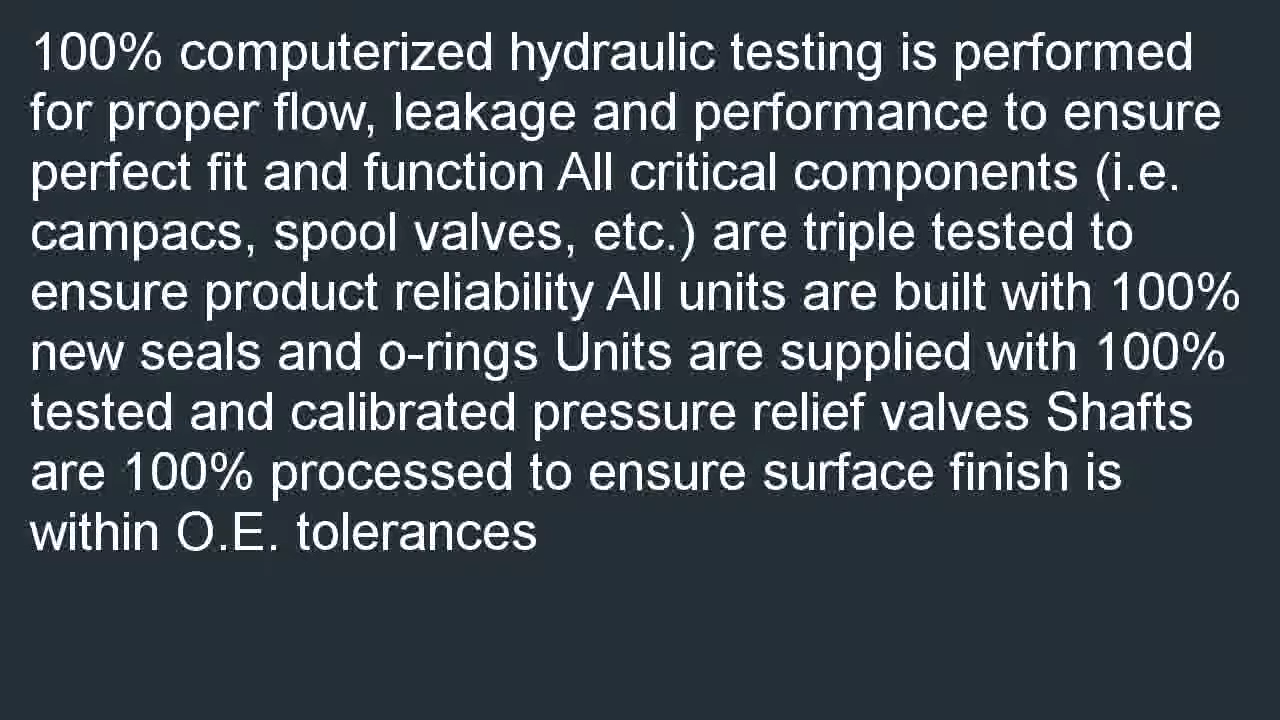 100% computerized hydraulic testing is performed
for proper flow, leakage and performance to ensure
perfect fit and function All critical components (i.e.
campacs, spool valves, etc.) are triple tested to
ensure product reliability All units are built with 100%
new seals and o-rings Units are supplied with 100%
tested and calibrated pressure relief valves Shafts
are 100% processed to ensure surface finish is
within O.E. tolerances